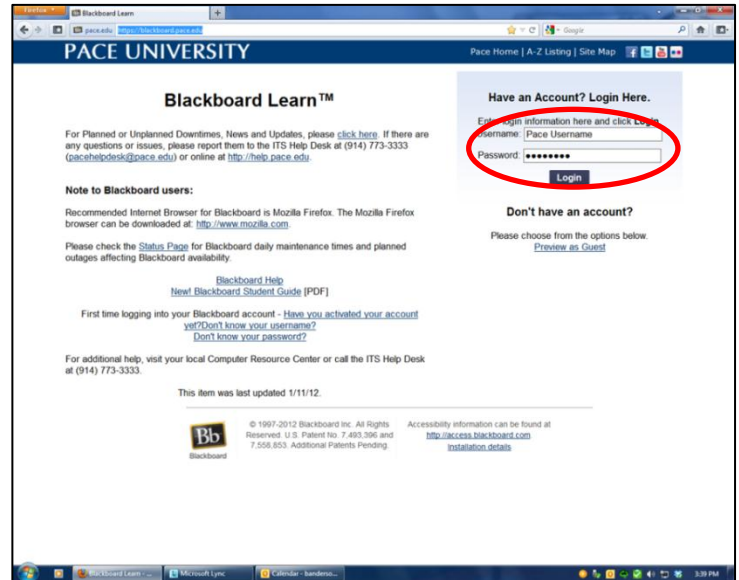 Firefox
Blackboard Learn
pace.edu https://blackboard.pace.edu
Google
PACE UNIVERSITY
Pace Home | A-Z Listing | Site Map
Blackboard Learn™
For Planned or Unplanned Downtimes, News and Updates, please click here. If there are
any questions or issues, please report them to the ITS Help Desk at (914) 773-3333
(pacehelpdesk@pace.edu) or online at http://help.pace.edu.
Note to Blackboard users:
Recommended Internet Browser for Blackboard is Mozilla Firefox. The Mozilla Firefox
browser can be downloaded at: http://www.mozilla.com.
Please check the Status Page for Blackboard daily maintenance times and planned
outages affecting Blackboard availability.
Blackboard Help
New! Blackboard Student Guide [PDF]
First time logging into your Blackboard account - Have you activated your account
yet?Don't know your username?
Don't know your password?
For additional help, visit your local Computer Resource Center or call the ITS Help Desk
at (914) 773-3333.
This item was last updated 1/11/12.
Have an Account? Login Here.
Enter login information here and click Login.
Username: Pace Username
Password: ••••••••
Login
Don't have an account?
Please choose from the options below.
Preview as Guest
Bb
Blackboard
© 1997-2012 Blackboard Inc. All Rights
Reserved. U.S. Patent No. 7,493,396 and
7,558,853. Additional Patents Pending.
Accessibility information can be found at
http://access.blackboard.com
Installation details
Blackboard Learn - ...
Microsoft Lync
Calendar - banderso...
3:39 PM